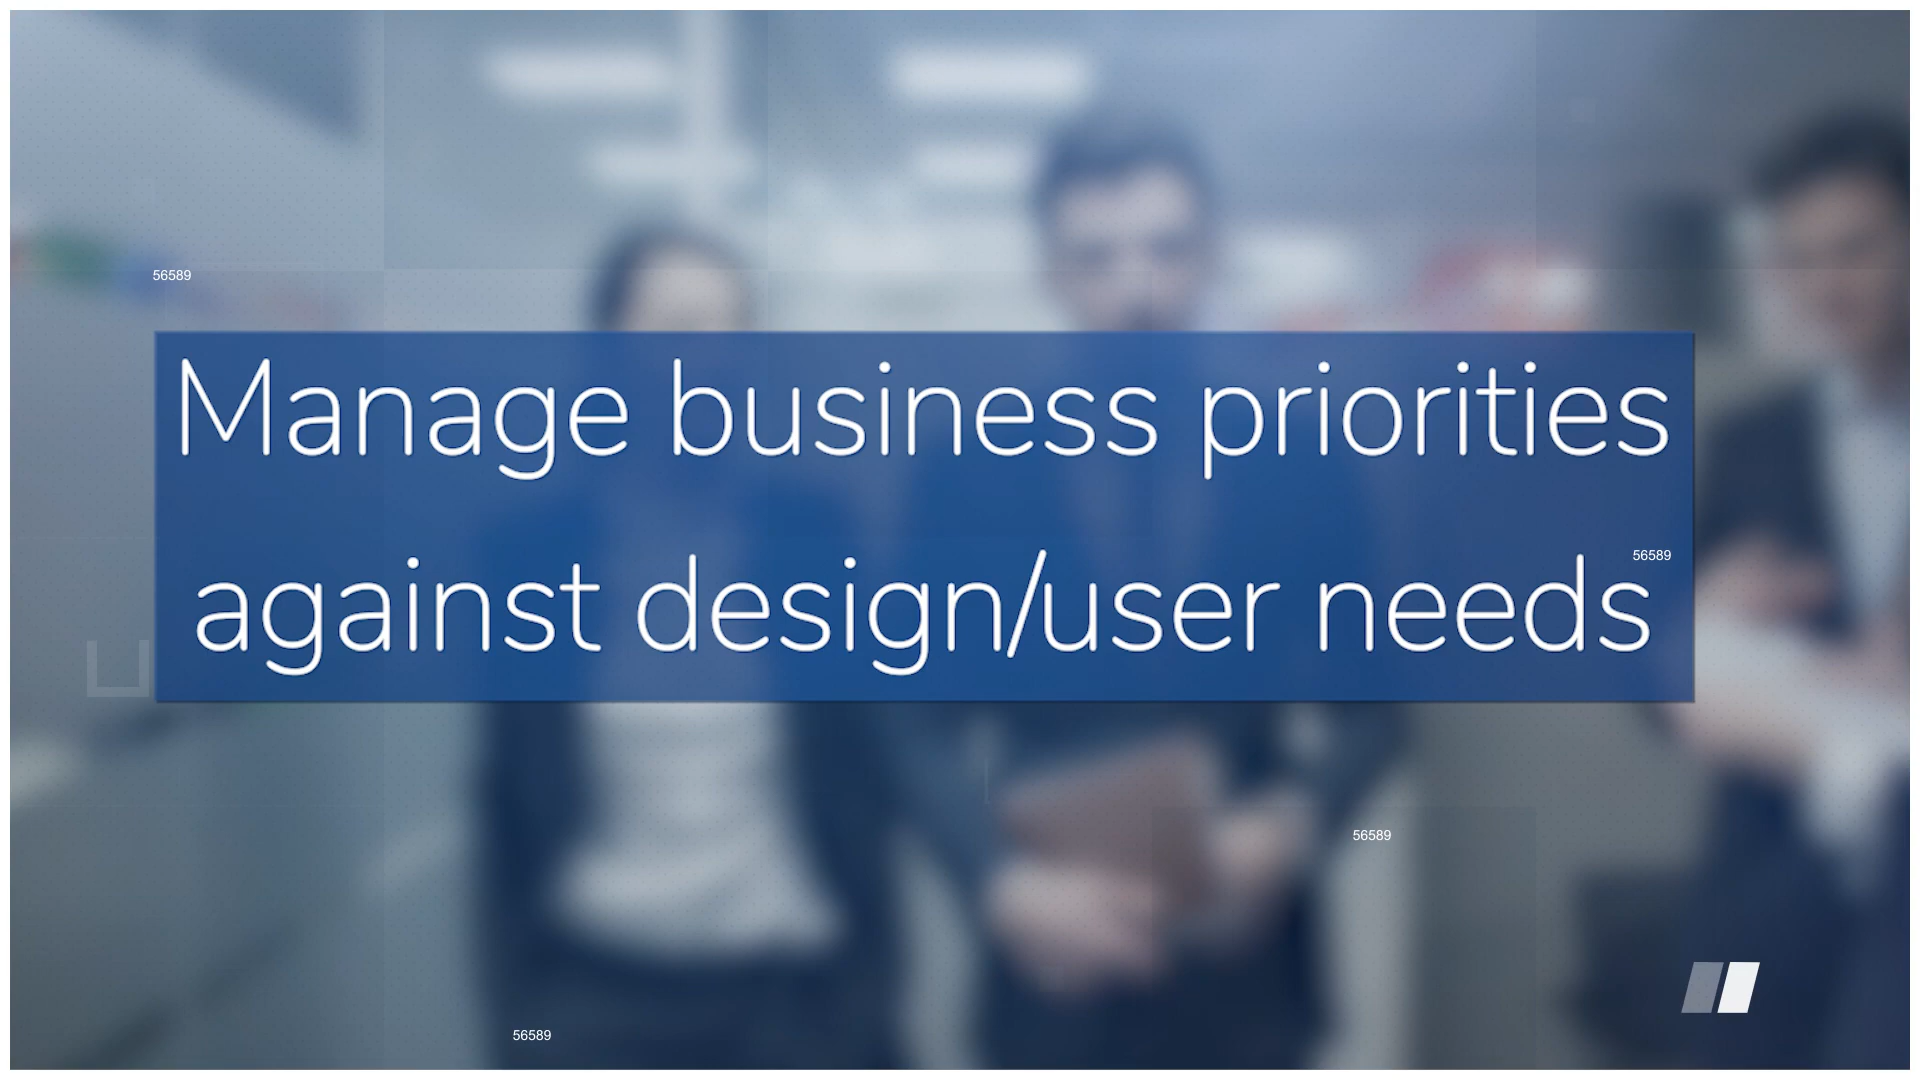 56589
Manage business priorities
56589
against design/user needs
56589
56589